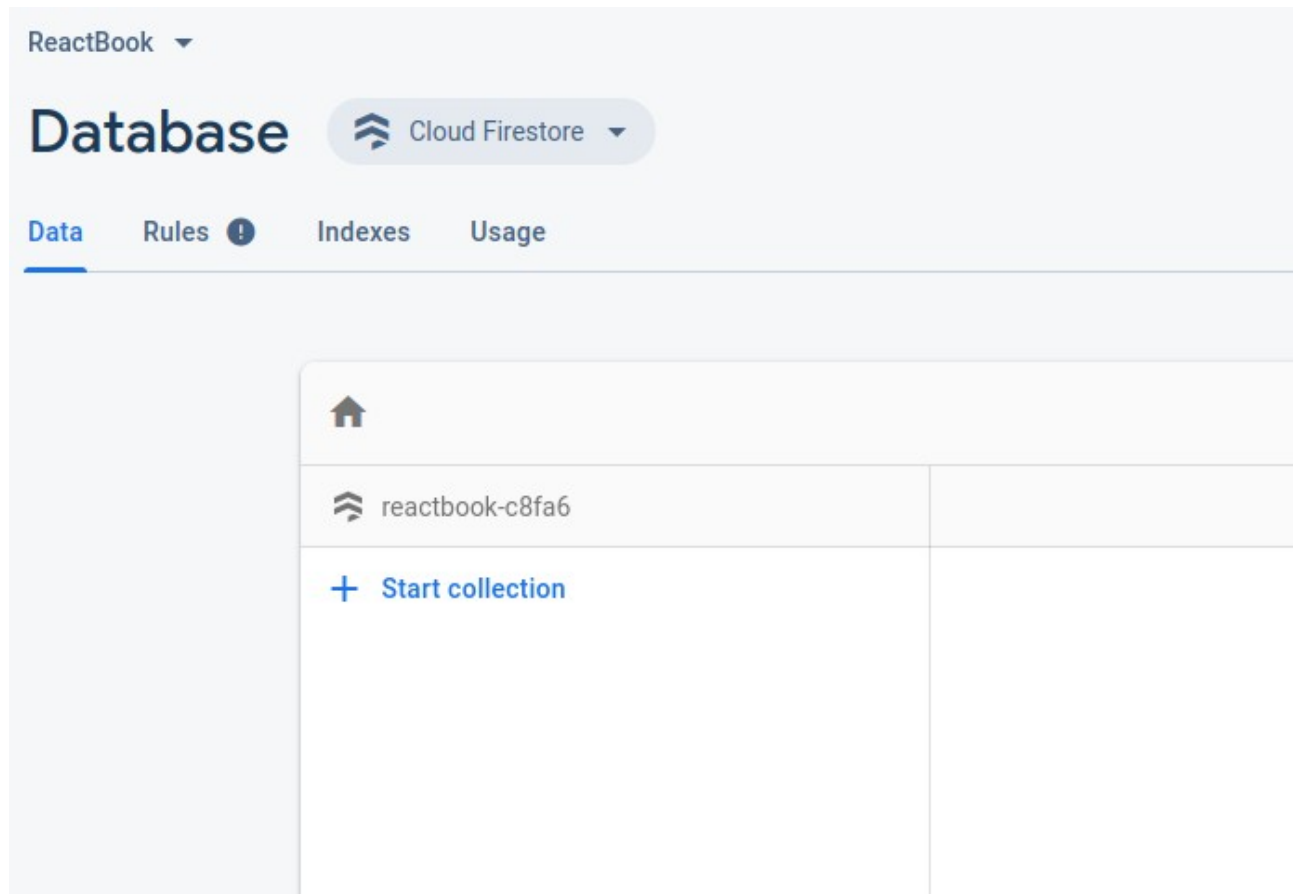 ReactBook
Database Cloud Firestore
Data Rules Indexes Usage
reactbook-c8fa6
+ Start collection